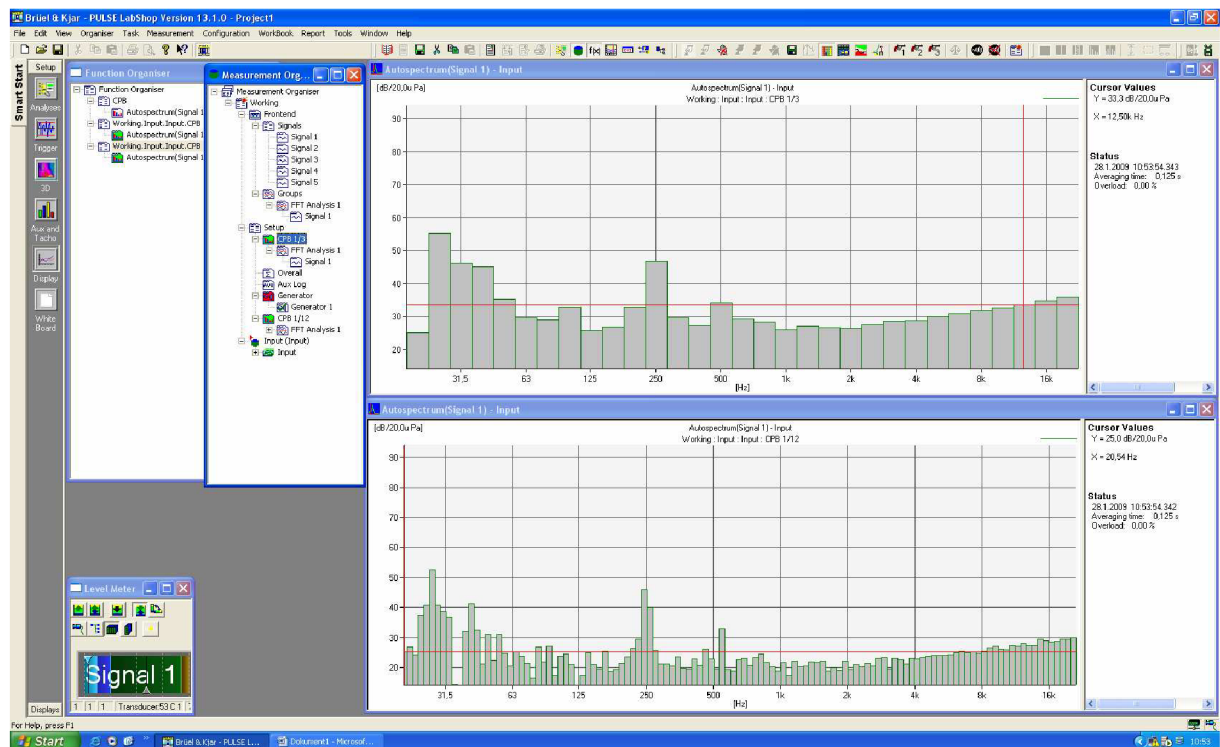 Brüel & Kjær - PULSE LabShop Version 13.1.0 - Project1
File Edit View Organiser Task Measurement Configuration WorkBook Report Tools Window Help
Smart Start
Setup
Analyses
Trigger
3D
Aux and Tacho
Display
White Board
Displays
Function Organiser
Function Organiser
CPB
Autospectrum(Signal 1
Working.Input.Input.CPB
Autospectrum(Signal 1
Working.Input.Input.CPB
Autospectrum(Signal 1
Measurement Org...
Measurement Organiser
Working
Frontend
Signals
Signal 1
Signal 2
Signal 3
Signal 4
Signal 5
Groups
FFT Analysis 1
Signal 1
Setup
CPB 1/3
FFT Analysis 1
Signal 1
Overall
Aux Log
Generator
Generator 1
CPB 1/12
FFT Analysis 1
Input (Input)
Input
Level Meter
Signal 1
1 1 1 Transducer:53 C 1
Autospectrum(Signal 1) - Input
[dB/20,0u Pa]
Autospectrum(Signal 1) - Input
Working : Input : Input : CPB 1/3
90
80
70
60
50
40
30
20
31,5 63 125 250 500 1k 2k 4k 8k 16k
[Hz]
Cursor Values
Y = 33,3 dB/20,0u Pa
X = 12,50k Hz
Status
28.1.2009 10:53:54.343
Averaging time: 0,125 s
Overload: 0,00 %
Autospectrum(Signal 1) - Input
[dB/20,0u Pa]
Autospectrum(Signal 1) - Input
Working : Input : Input : CPB 1/12
90
80
70
60
50
40
30
20
31,5 63 125 250 500 1k 2k 4k 8k 16k
[Hz]
Cursor Values
Y = 25,0 dB/20,0u Pa
X = 20,54 Hz
Status
28.1.2009 10:53:54.342
Averaging time: 0,125 s
Overload: 0,00 %
For Help, press F1
Start
Brüel & Kjær - PULSE L...
Dokument1 - Microsof...
10:53